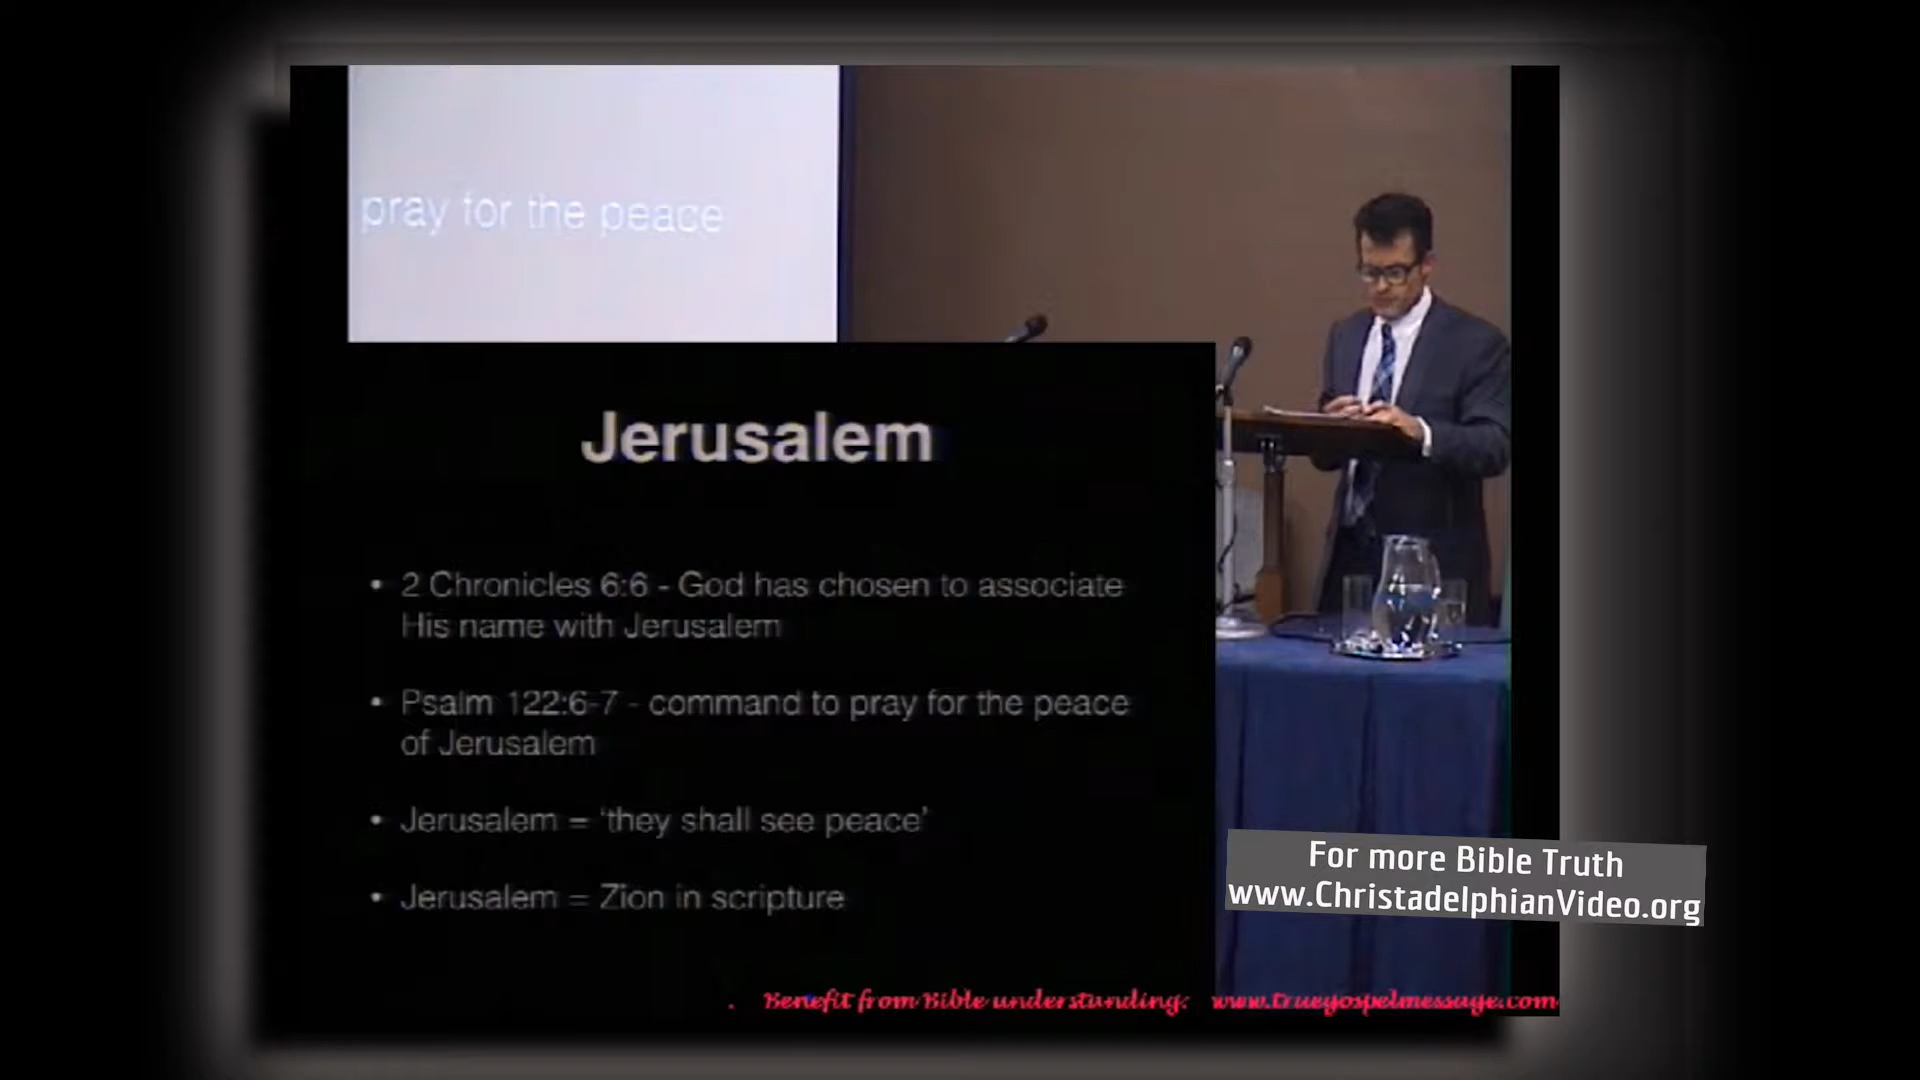 pray for the peace
Jerusalem
• 2 Chronicles 6:6 - God has chosen to associate
His name with Jerusalem
• Psalm 122:6-7 - command to pray for the peace
of Jerusalem
• Jerusalem = 'they shall see peace'
• Jerusalem = Zion in scripture
For more Bible Truth
www.ChristadelphianVideo.org
. Benefit from Bible understanding: www.truegospelmessage.com